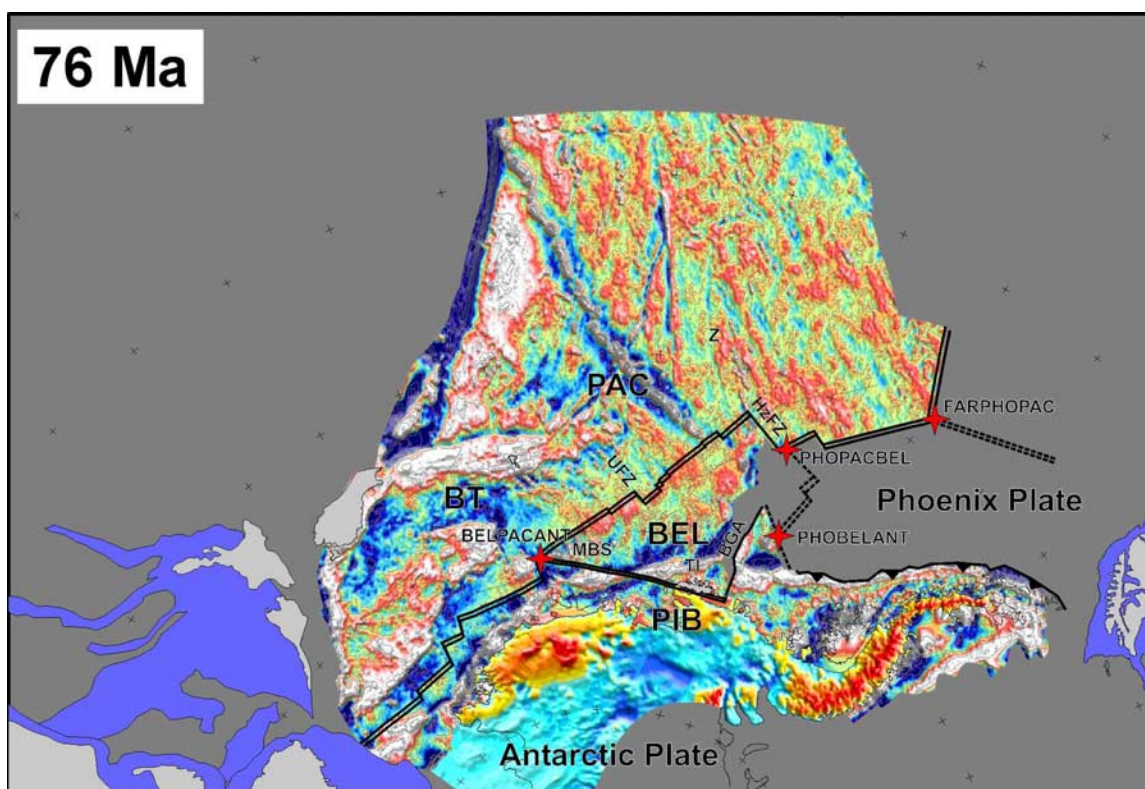 76 Ma
Z
PAC
HzFZ
FARPHOPAC
PHOPACBEL
UFZ
BT
Phoenix Plate
BEL
BELPACANT
MBS
BGA
PHOBELANT
TI
PIB
Antarctic Plate